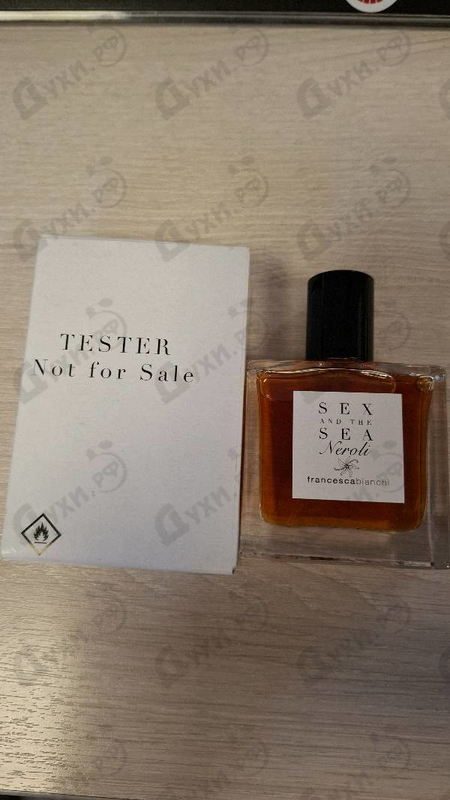 TESTER
Not for Sale
SEX
AND THE
SEA
Neroli
francescabianchi
Духи.рф